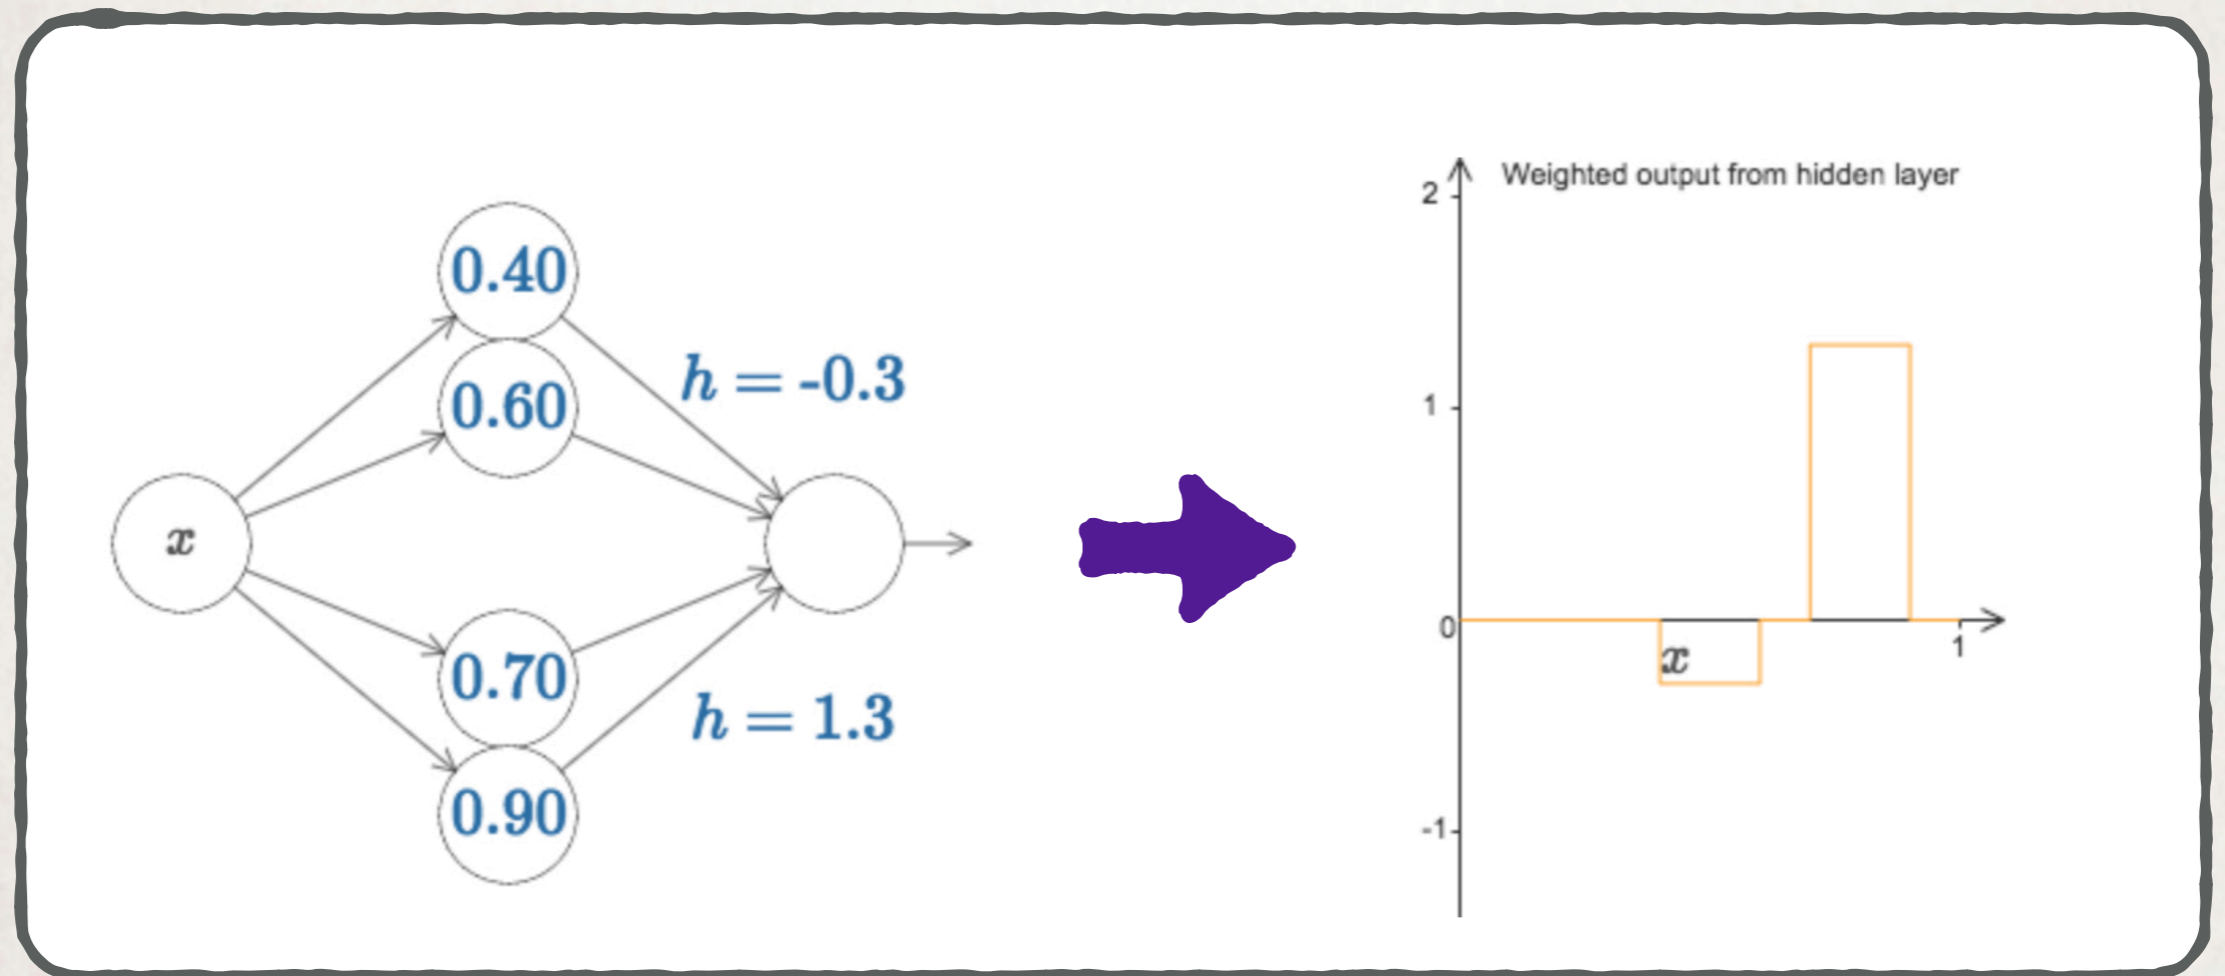 0.40
0.60
h = -0.3
x
0.70
0.90
h = 1.3
Weighted output from hidden layer
2
1
0
x
1
-1